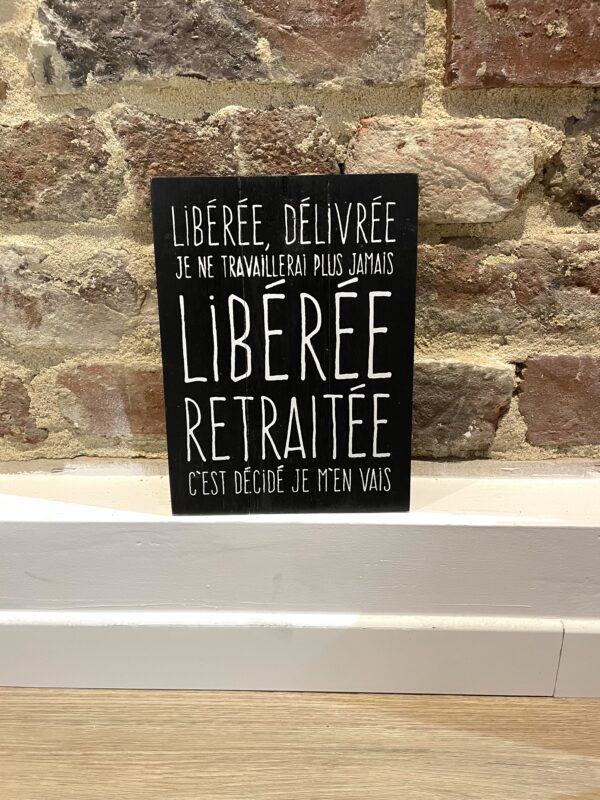 LIBÉRÉE, DÉLIVRÉE
JE NE TRAVAILLERAI PLUS JAMAIS
LIBÉRÉE
RETRAITÉE
C'EST DÉCIDÉ JE M'EN VAIS